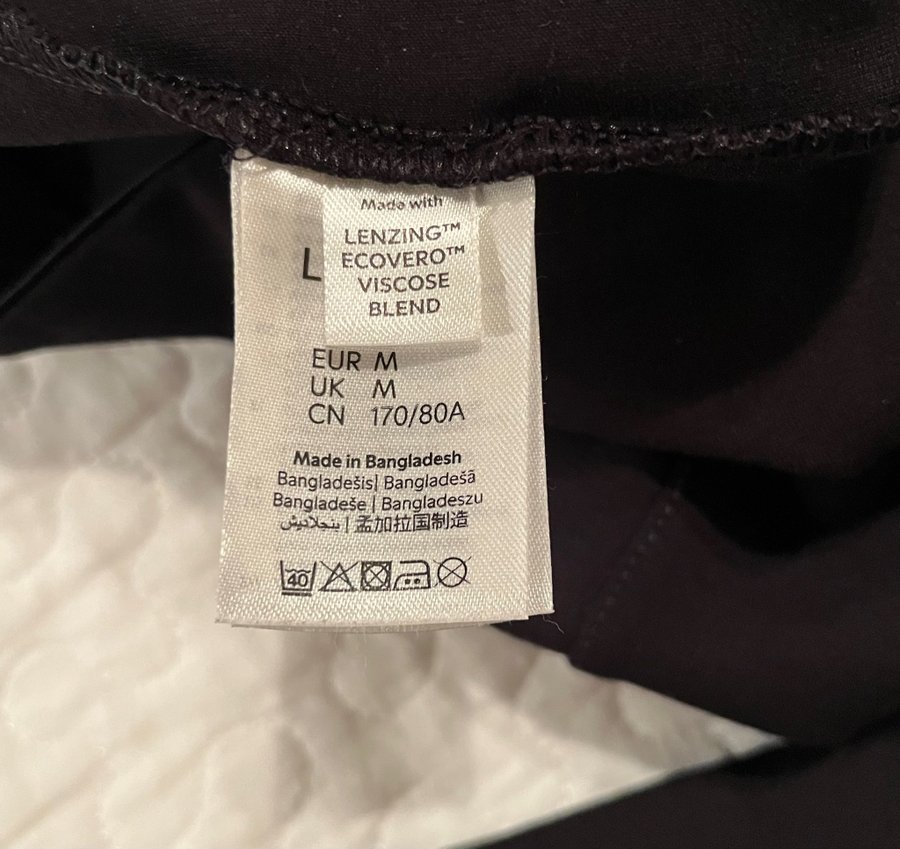 Made with
LENZING™
ECOVERO™
VISCOSE
BLEND
L
EUR M
UK M
CN 170/80A
Made in Bangladesh
Bangladešis| Bangladešā
Bangladeše | Bangladeszu
بنجلاديش | 孟加拉国制造
40